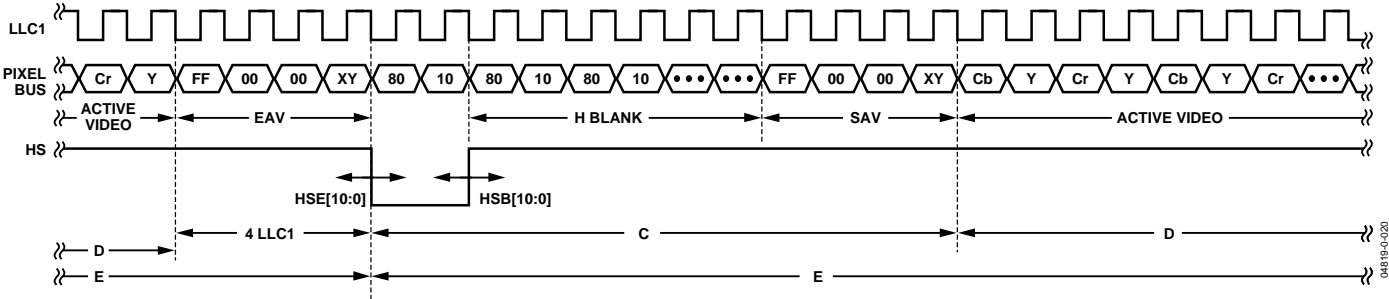 LLC1
PIXEL BUS Cr Y FF 00 00 XY 80 10 80 10 80 10 ••• ••• FF 00 00 XY Cb Y Cr Y Cb Y Cr •••
ACTIVE VIDEO EAV H BLANK SAV ACTIVE VIDEO
HS
HSE[10:0] HSB[10:0]
4 LLC1 C D
D
E E
04819-0-020